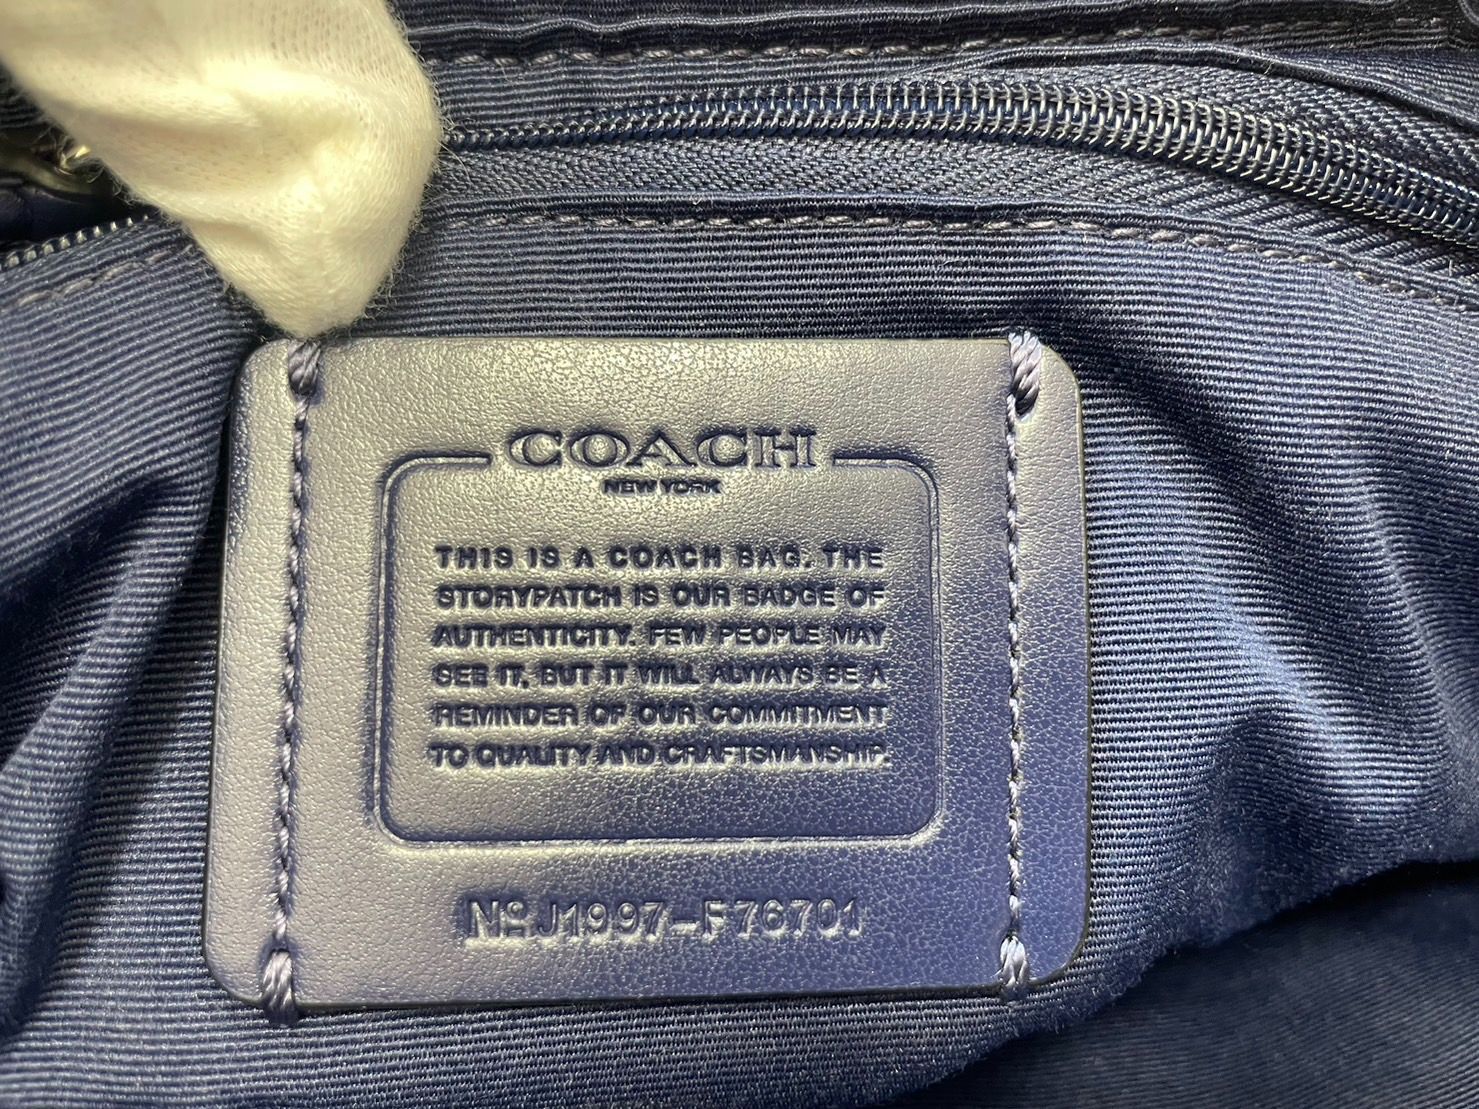 COACH
NEW YORK
THIS IS A COACH BAG. THE
STORYPATCH IS OUR BADGE OF
AUTHENTICITY. FEW PEOPLE MAY
SEE IT, BUT IT WILL ALWAYS BE A
REMINDER OF OUR COMMITMENT
TO QUALITY AND CRAFTSMANSHIP.
Nº J1997-F76701